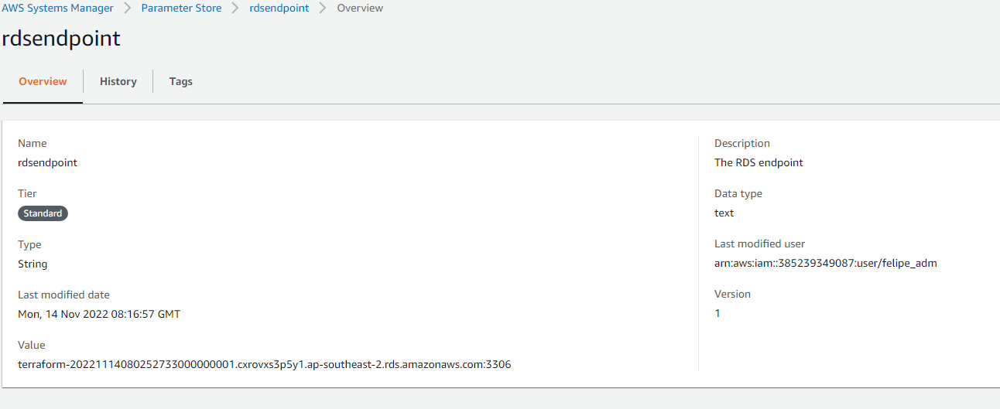 AWS Systems Manager > Parameter Store > rdsendpoint > Overview
rdsendpoint
Overview
History
Tags
Name
rdsendpoint
Tier
Standard
Type
String
Last modified date
Mon, 14 Nov 2022 08:16:57 GMT
Value
terraform-20221114080252733000000001.cxrovxs3p5y1.ap-southeast-2.rds.amazonaws.com:3306
Description
The RDS endpoint
Data type
text
Last modified user
arn:aws:iam::385239349087:user/felipe_adm
Version
1